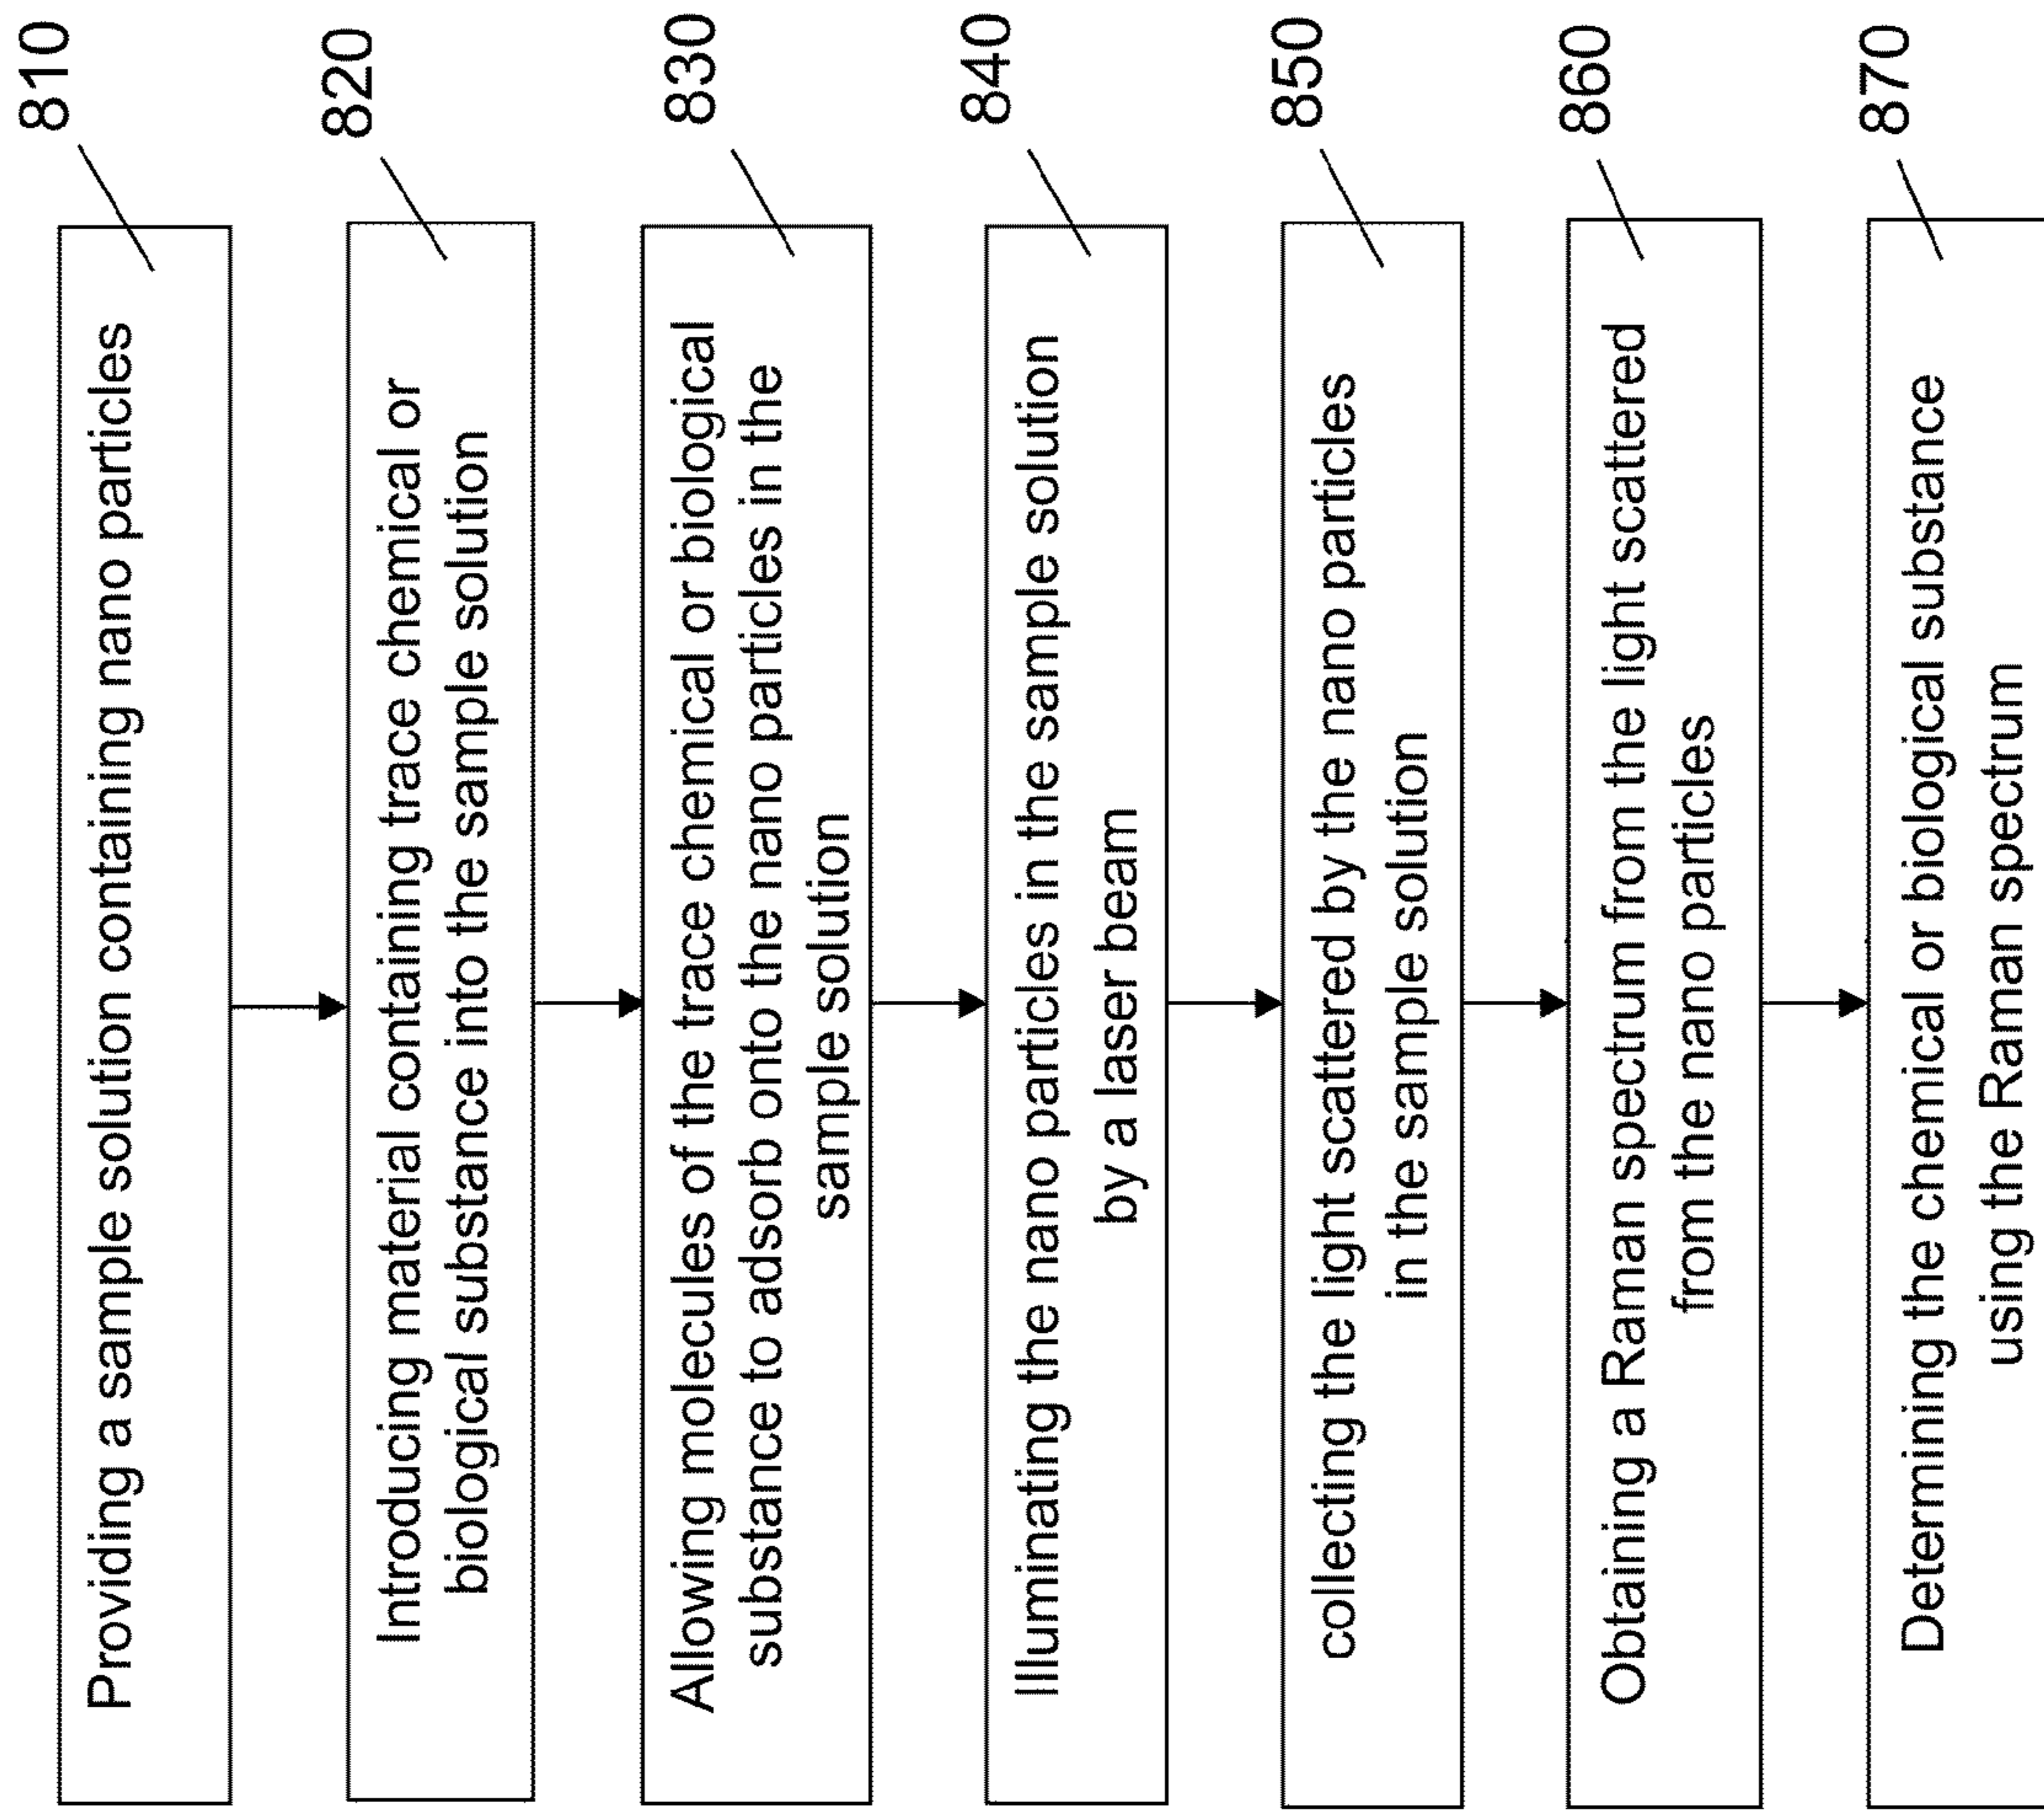 810
Providing a sample solution containing nano particles
820
Introducing material containing trace chemical or
biological substance into the sample solution
830
Allowing molecules of the trace chemical or biological
substance to adsorb onto the nano particles in the
sample solution
840
Illuminating the nano particles in the sample solution
by a laser beam
850
collecting the light scattered by the nano particles
in the sample solution
860
Obtaining a Raman spectrum from the light scattered
from the nano particles
870
Determining the chemical or biological substance
using the Raman spectrum